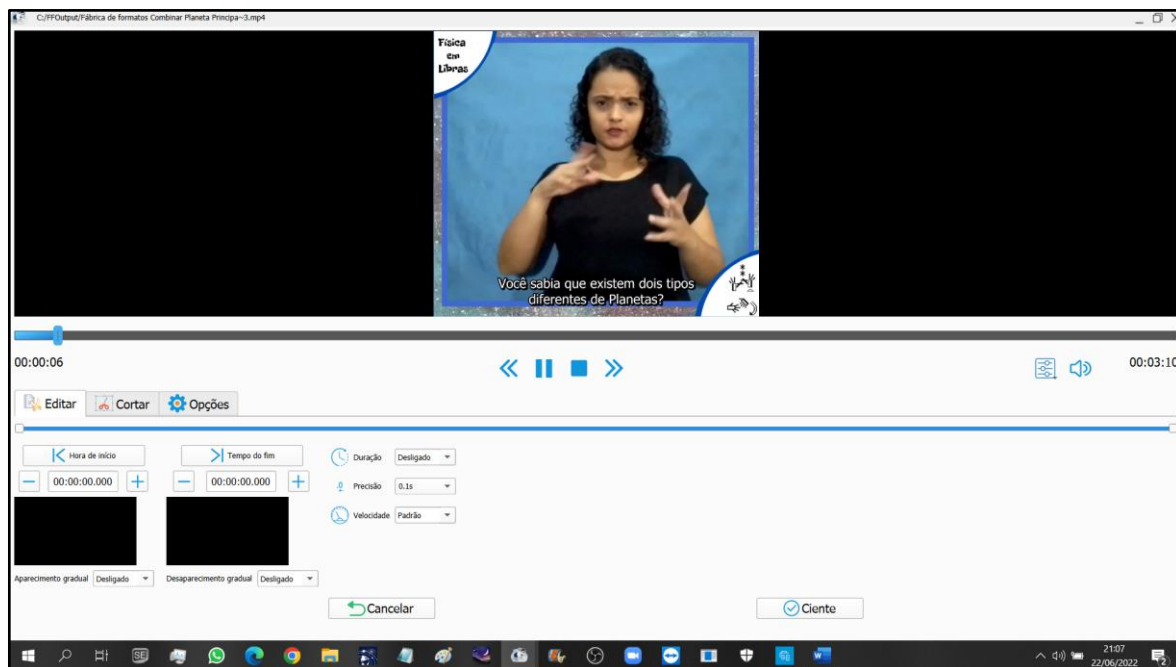 C:/FFOutput/Fábrica de formatos Combinar Planeta Principa~3.mp4
Física
em
Libras
Você sabia que existem dois tipos
diferentes de Planetas?
00:00:06
00:03:10
Editar
Cortar
Opções
Hora de início
Tempo do fim
Duração
Desligado
00:00:00.000
00:00:00.000
Precisão
0.1s
Velocidade
Padrão
Aparecimento gradual
Desligado
Desaparecimento gradual
Desligado
Cancelar
Ciente
SE
21:07
22/06/2022